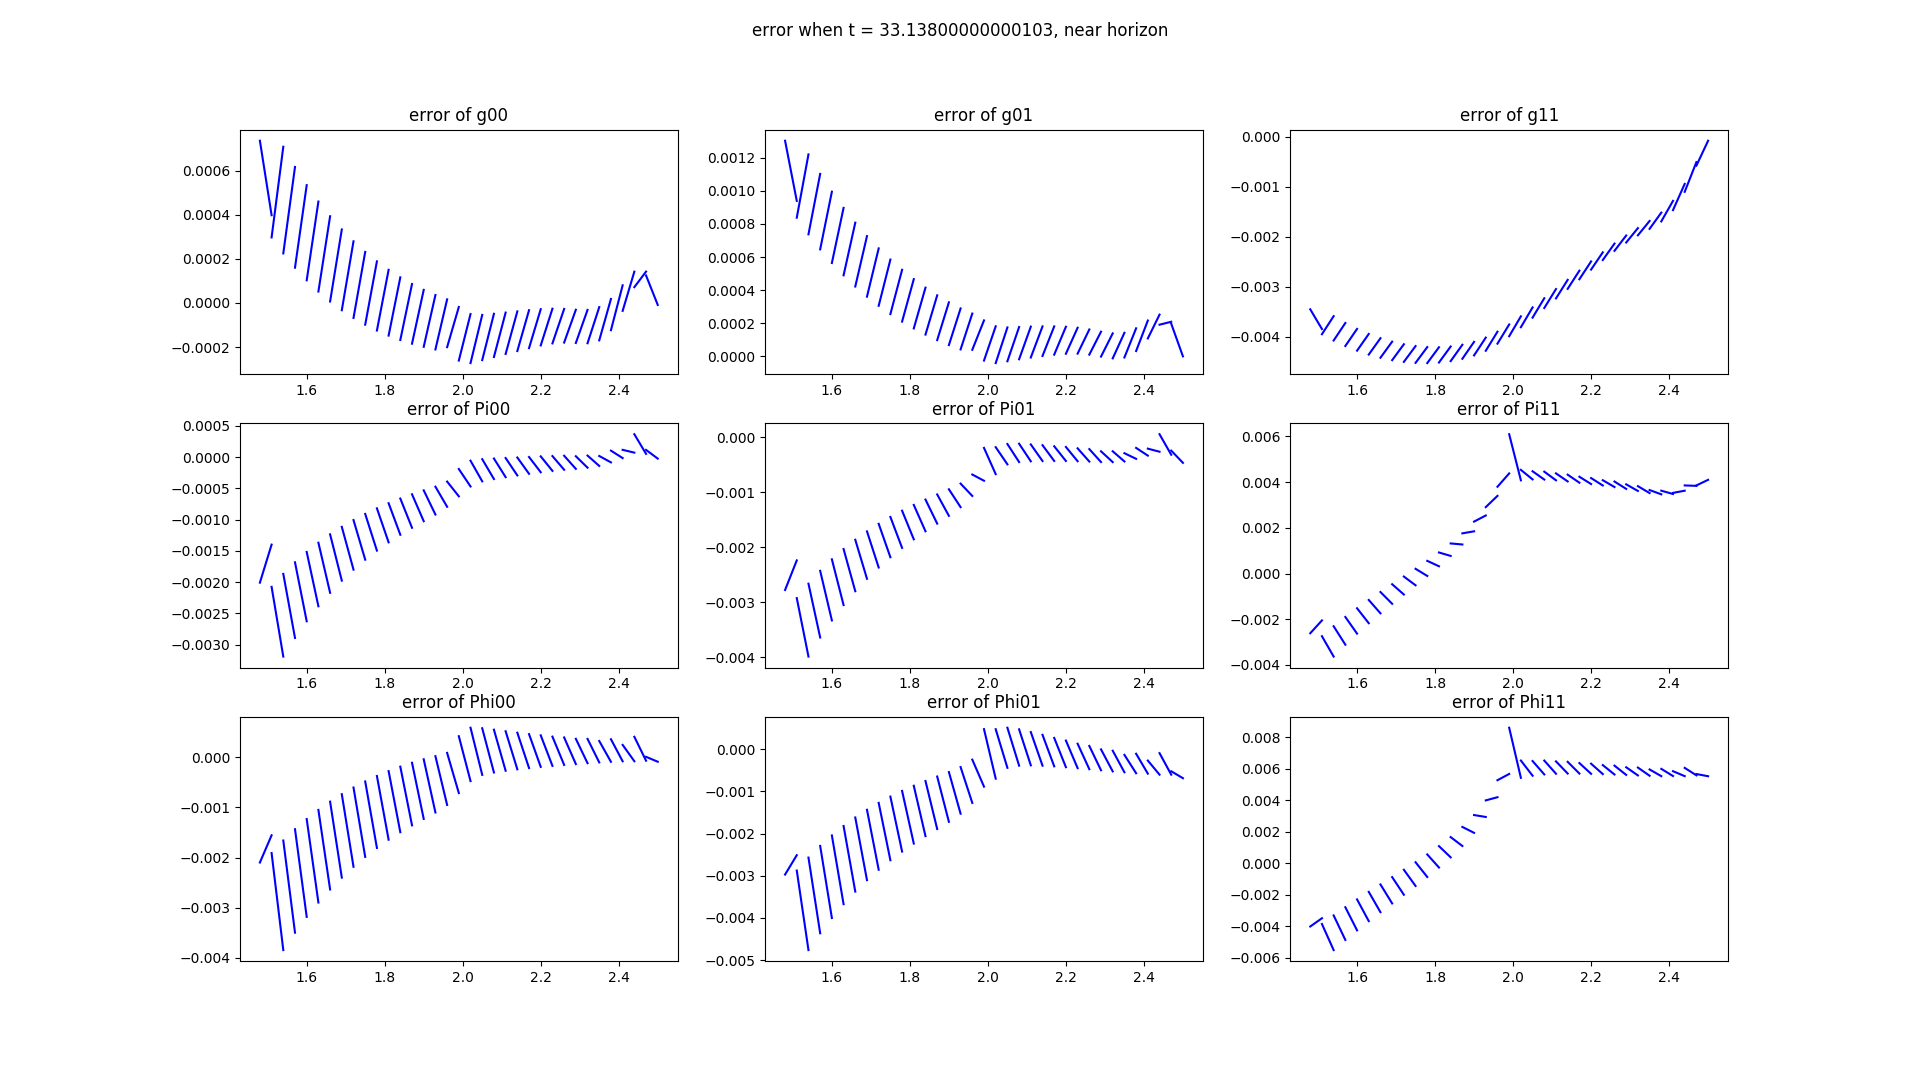 error when t = 33.13800000000103, near horizon
error of g00
error of g01
error of g11
0.0006
0.0004
0.0002
0.0000
−0.0002
1.6 1.8 2.0 2.2 2.4
0.0012
0.0010
0.0008
0.0006
0.0004
0.0002
0.0000
1.6 1.8 2.0 2.2 2.4
0.000
−0.001
−0.002
−0.003
−0.004
1.6 1.8 2.0 2.2 2.4
error of Pi00
error of Pi01
error of Pi11
0.0005
0.0000
−0.0005
−0.0010
−0.0015
−0.0020
−0.0025
−0.0030
1.6 1.8 2.0 2.2 2.4
0.000
−0.001
−0.002
−0.003
−0.004
1.6 1.8 2.0 2.2 2.4
0.006
0.004
0.002
0.000
−0.002
−0.004
1.6 1.8 2.0 2.2 2.4
error of Phi00
error of Phi01
error of Phi11
0.000
−0.001
−0.002
−0.003
−0.004
1.6 1.8 2.0 2.2 2.4
0.000
−0.001
−0.002
−0.003
−0.004
−0.005
1.6 1.8 2.0 2.2 2.4
0.008
0.006
0.004
0.002
0.000
−0.002
−0.004
−0.006
1.6 1.8 2.0 2.2 2.4